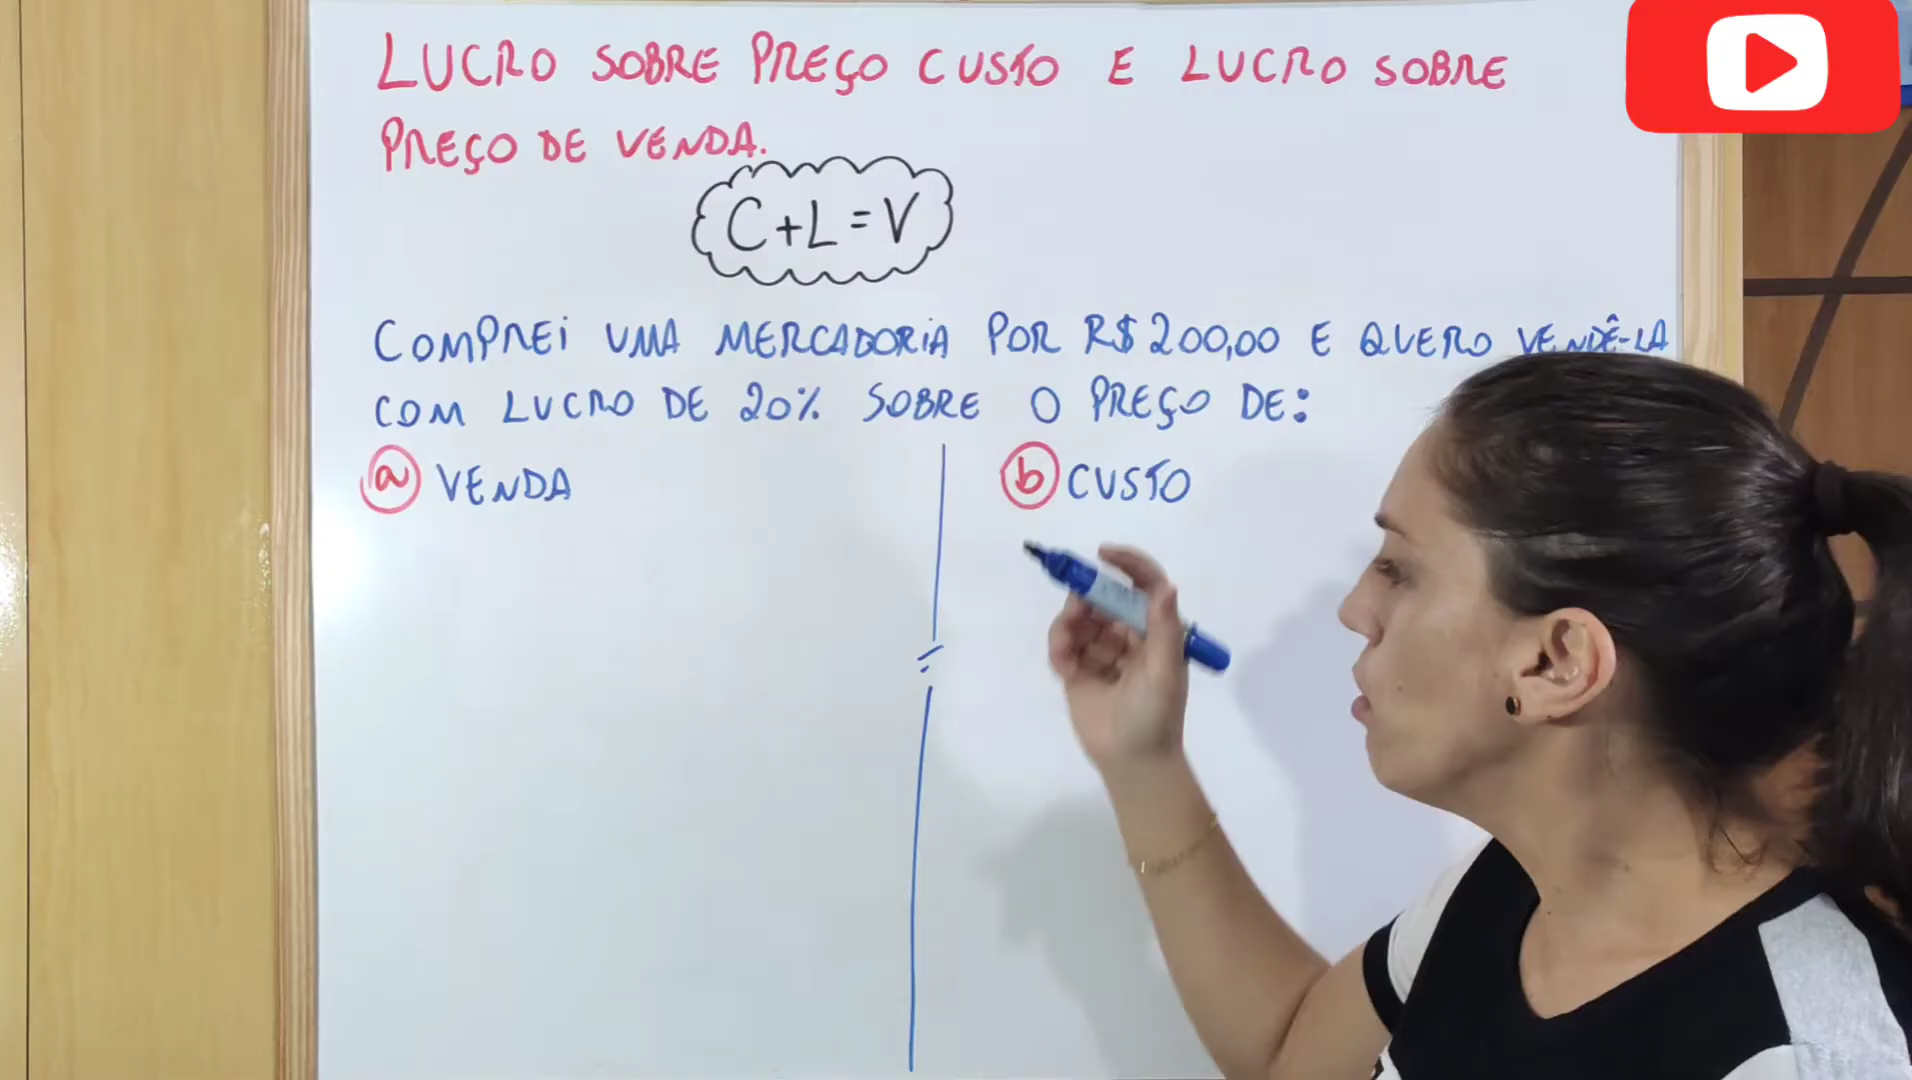 LUCRO SOBRE PREÇO CUSTO E LUCRO SOBRE
PREÇO DE VENDA.
C+L=V
COMPREI UMA MERCADORIA POR R$200,00 E QUERO VENDÊ-LA
COM LUCRO DE 20% SOBRE O PREÇO DE:
a VENDA
b CUSTO